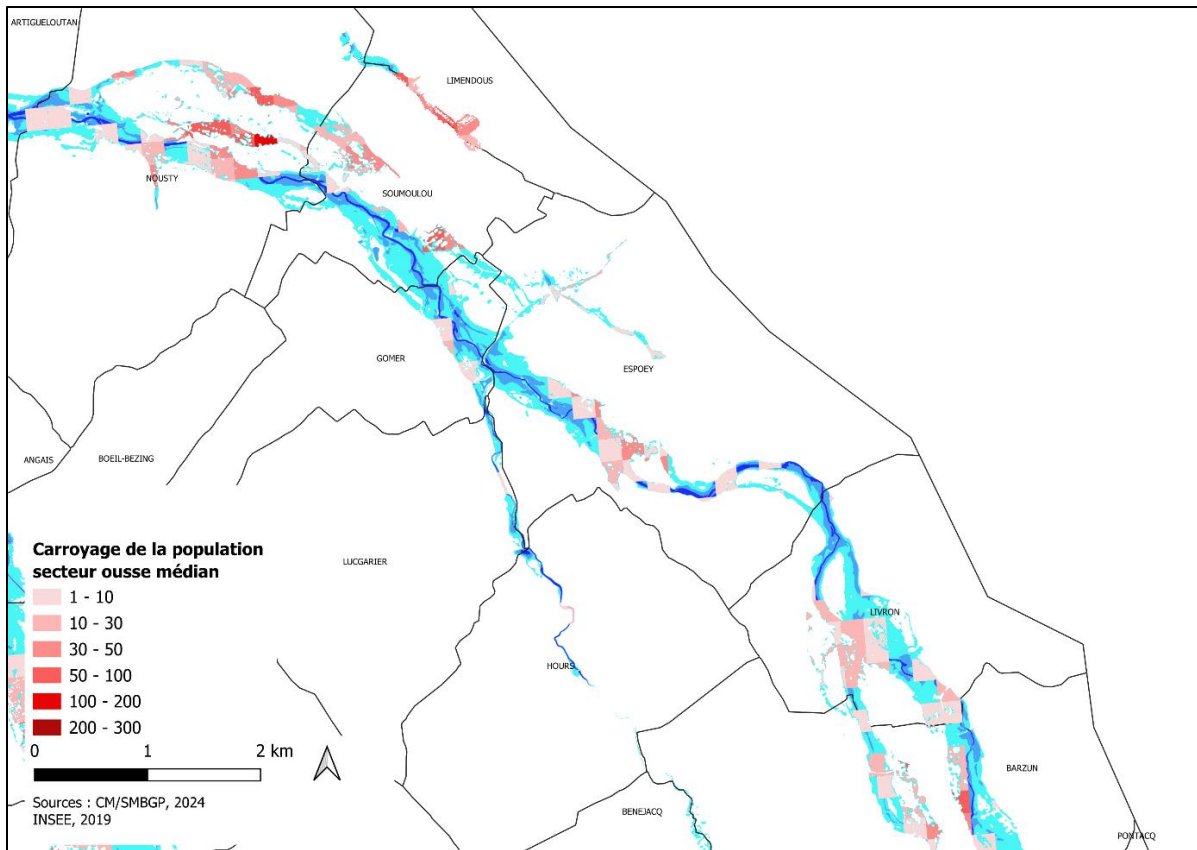 ARTIGUELOUTAN
LIMENDOUS
NOUSTY
SOUMOULOU
GOMER
ESPOEY
ANGAIS
BOEIL-BEZING
Carroyage de la population
secteur ousse médian
1 - 10
10 - 30
30 - 50
50 - 100
100 - 200
200 - 300
0 1 2 km
Sources : CM/SMBGP, 2024
INSEE, 2019
LUCGARIER
LIVRON
HOURS
BARZUN
BENEJACQ
PONTACQ